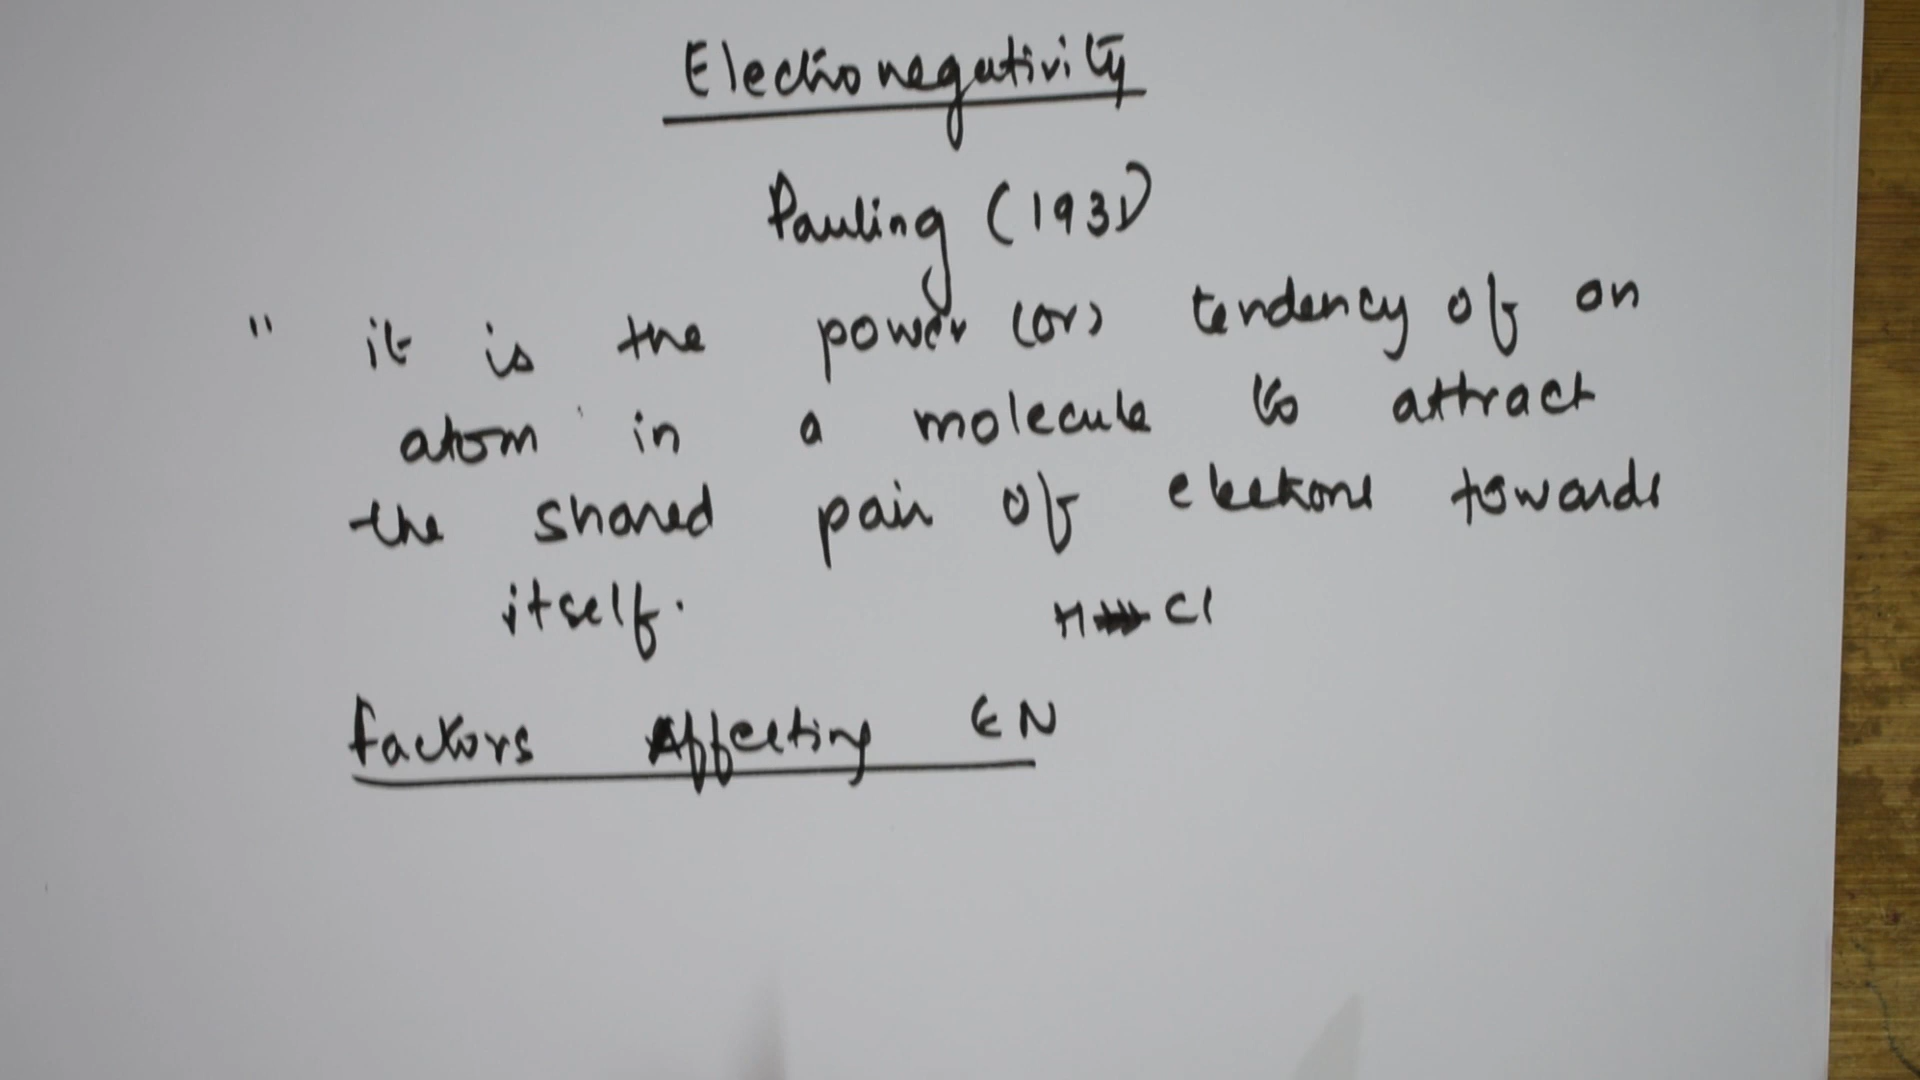 Electronegativity
Pauling (1931)
" it is the power (or) tendency of an
atom in a molecule to attract
the shared pair of electrons towards
itself.
H Cl
factors Affecting EN